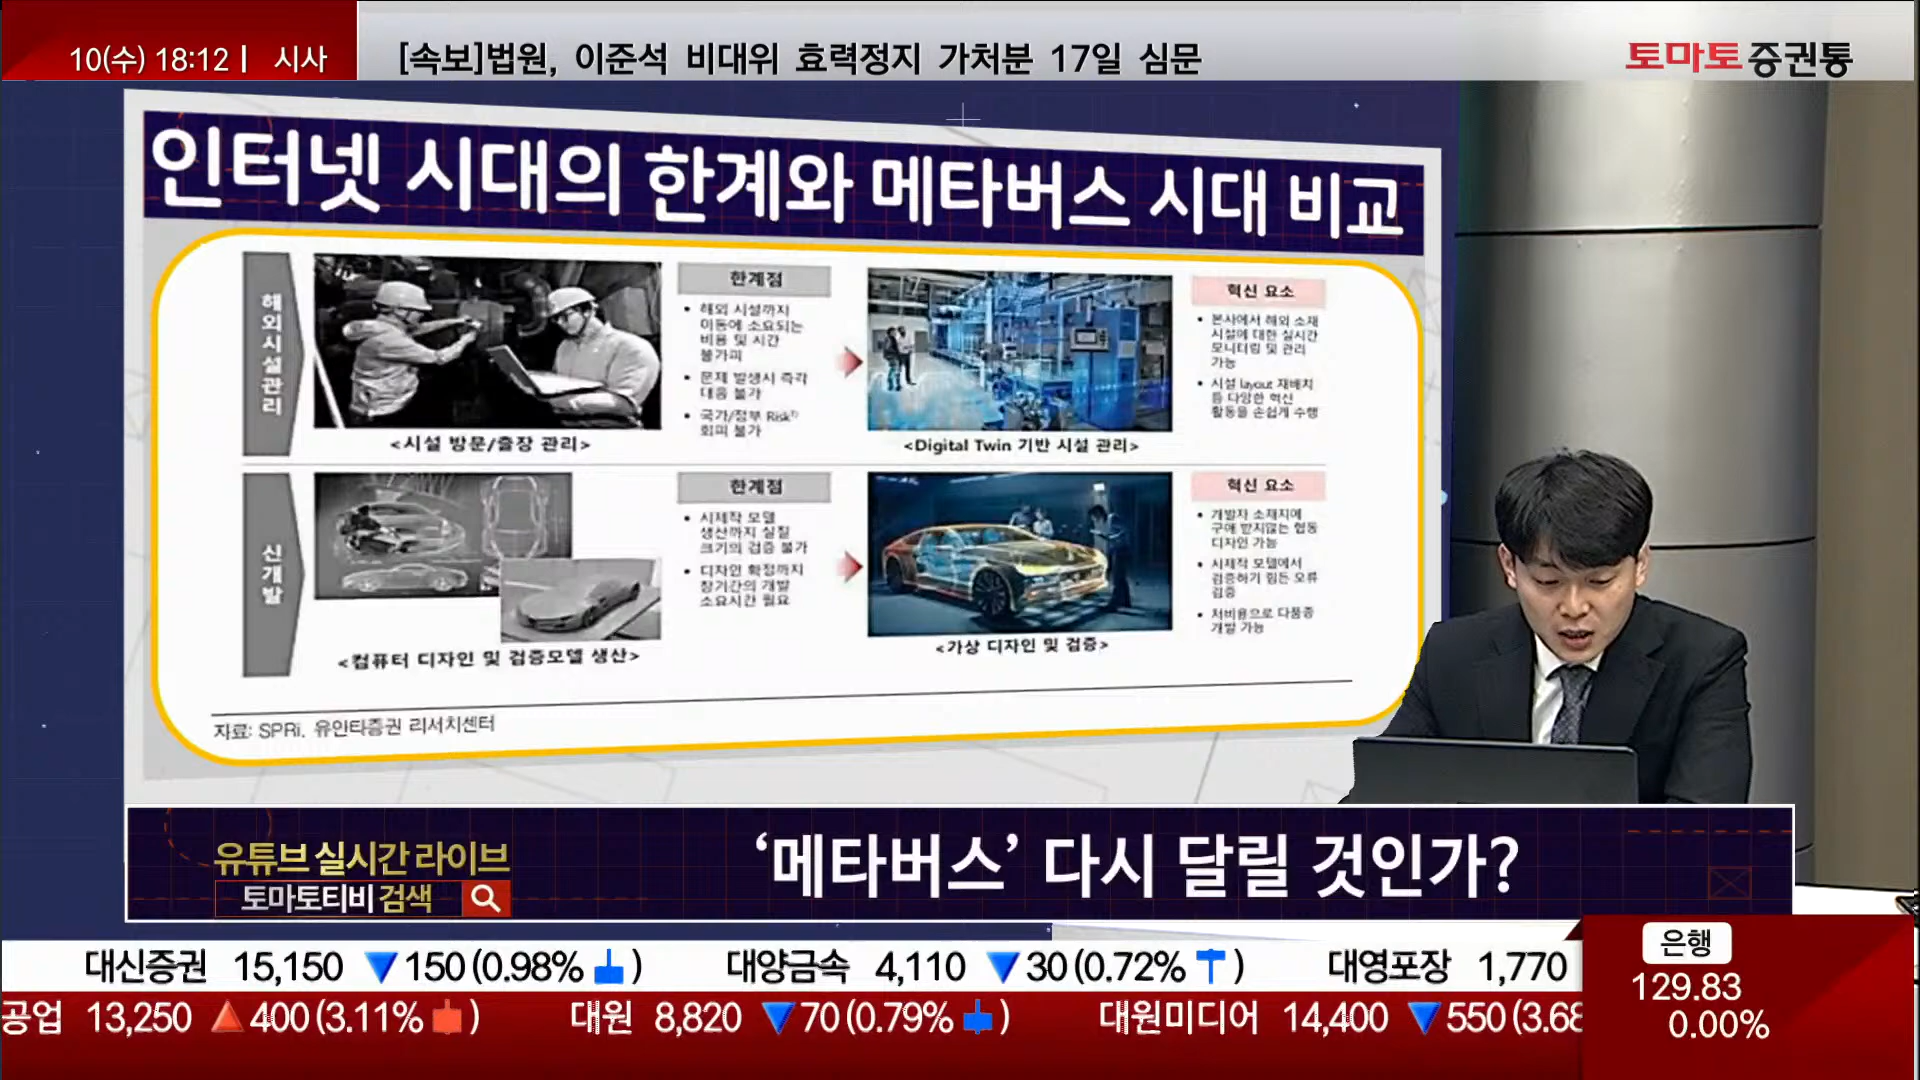 10(수) 18:12 | 시사
[속보]법원, 이준석 비대위 효력정지 가처분 17일 심문
토마토증권통
인터넷 시대의 한계와 메타버스 시대 비교
해외시설관리
<시설 방문/출장 관리>
한계점
• 해외 시설까지
이동에 소요되는
비용 및 시간
불가피
• 문제 발생시 즉각
대응 불가
• 국가/정부 Risk¹⁾
회피 불가
<Digital Twin 기반 시설 관리>
혁신 요소
• 본사에서 해외 소재
시설에 대한 실시간
모니터링 및 관리
가능
• 시설 layout 재배치
등 다양한 혁신
활동을 손쉽게 수행
신개발
<컴퓨터 디자인 및 검증모델 생산>
한계점
• 시제작 모델
생산까지 실질
크기의 검증 불가
• 디자인 확정까지
장기간의 개발
소요시간 필요
<가상 디자인 및 검증>
혁신 요소
• 개발자 소재지에
구애 받지않는 협동
디자인 가능
• 시제작 모델에서
검증하기 힘든 오류
검증
• 저비용으로 다품종
개발 가능
자료: SPRi, 유안타증권 리서치센터
유튜브 실시간 라이브
토마토티비 검색
‘메타버스’ 다시 달릴 것인가?
대신증권 15,150 ▼150 (0.98%) 대양금속 4,110 ▼30 (0.72%) 대영포장 1,770
공업 13,250 ▲400 (3.11%) 대원 8,820 ▼70 (0.79%) 대원미디어 14,400 ▼550 (3.68
은행
129.83
0.00%